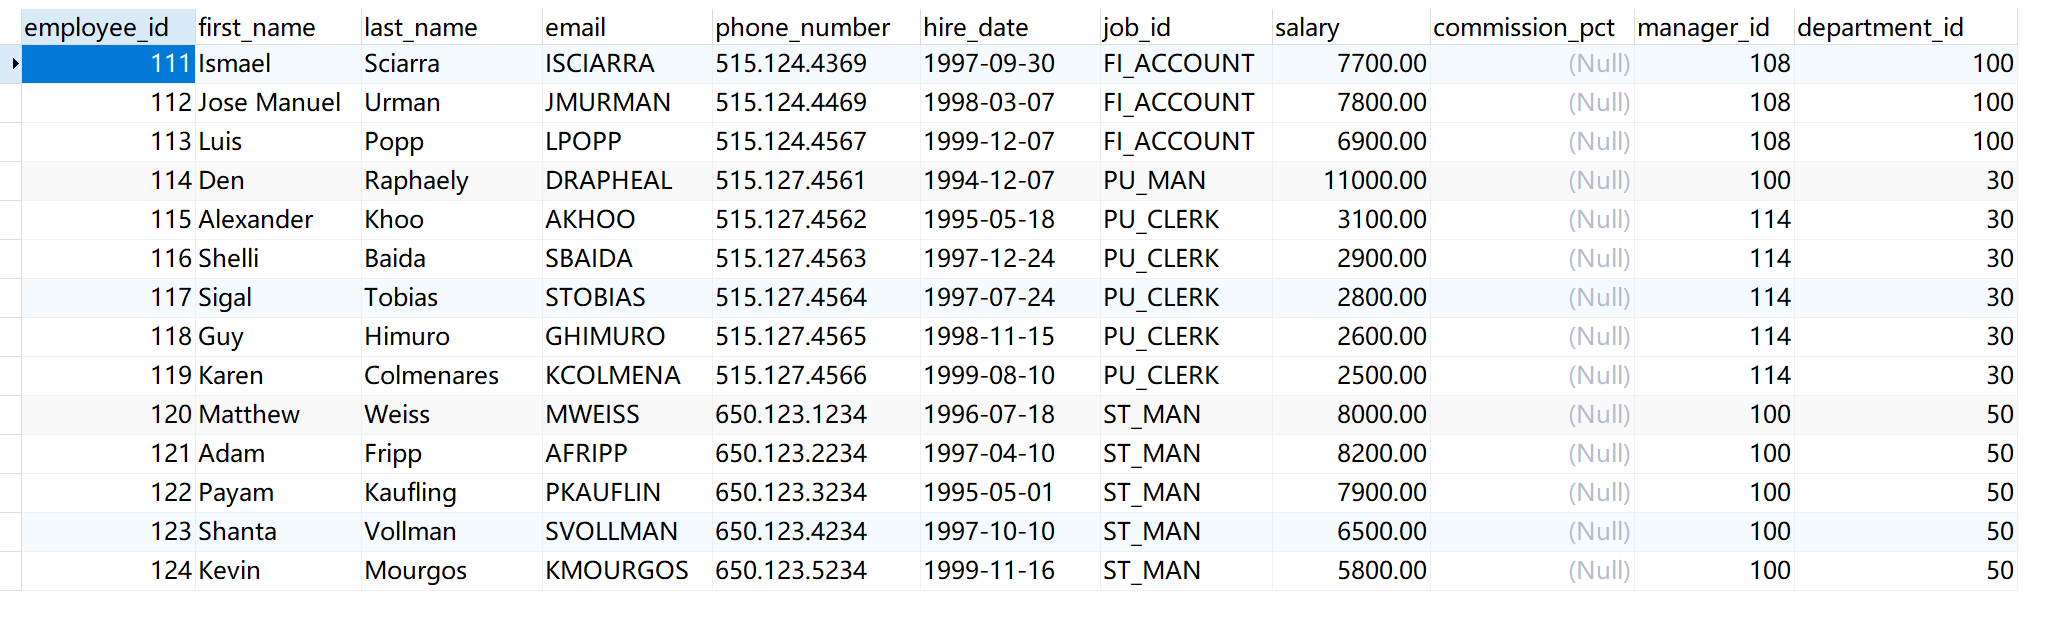 employee_id first_name last_name email phone_number hire_date job_id salary commission_pct manager_id department_id
111 Ismael Sciarra ISCIARRA 515.124.4369 1997-09-30 FI_ACCOUNT 7700.00 (Null) 108 100
112 Jose Manuel Urman JMURMAN 515.124.4469 1998-03-07 FI_ACCOUNT 7800.00 (Null) 108 100
113 Luis Popp LPOPP 515.124.4567 1999-12-07 FI_ACCOUNT 6900.00 (Null) 108 100
114 Den Raphaely DRAPHEAL 515.127.4561 1994-12-07 PU_MAN 11000.00 (Null) 100 30
115 Alexander Khoo AKHOO 515.127.4562 1995-05-18 PU_CLERK 3100.00 (Null) 114 30
116 Shelli Baida SBAIDA 515.127.4563 1997-12-24 PU_CLERK 2900.00 (Null) 114 30
117 Sigal Tobias STOBIAS 515.127.4564 1997-07-24 PU_CLERK 2800.00 (Null) 114 30
118 Guy Himuro GHIMURO 515.127.4565 1998-11-15 PU_CLERK 2600.00 (Null) 114 30
119 Karen Colmenares KCOLMENA 515.127.4566 1999-08-10 PU_CLERK 2500.00 (Null) 114 30
120 Matthew Weiss MWEISS 650.123.1234 1996-07-18 ST_MAN 8000.00 (Null) 100 50
121 Adam Fripp AFRIPP 650.123.2234 1997-04-10 ST_MAN 8200.00 (Null) 100 50
122 Payam Kaufling PKAUFLIN 650.123.3234 1995-05-01 ST_MAN 7900.00 (Null) 100 50
123 Shanta Vollman SVOLLMAN 650.123.4234 1997-10-10 ST_MAN 6500.00 (Null) 100 50
124 Kevin Mourgos KMOURGOS 650.123.5234 1999-11-16 ST_MAN 5800.00 (Null) 100 50